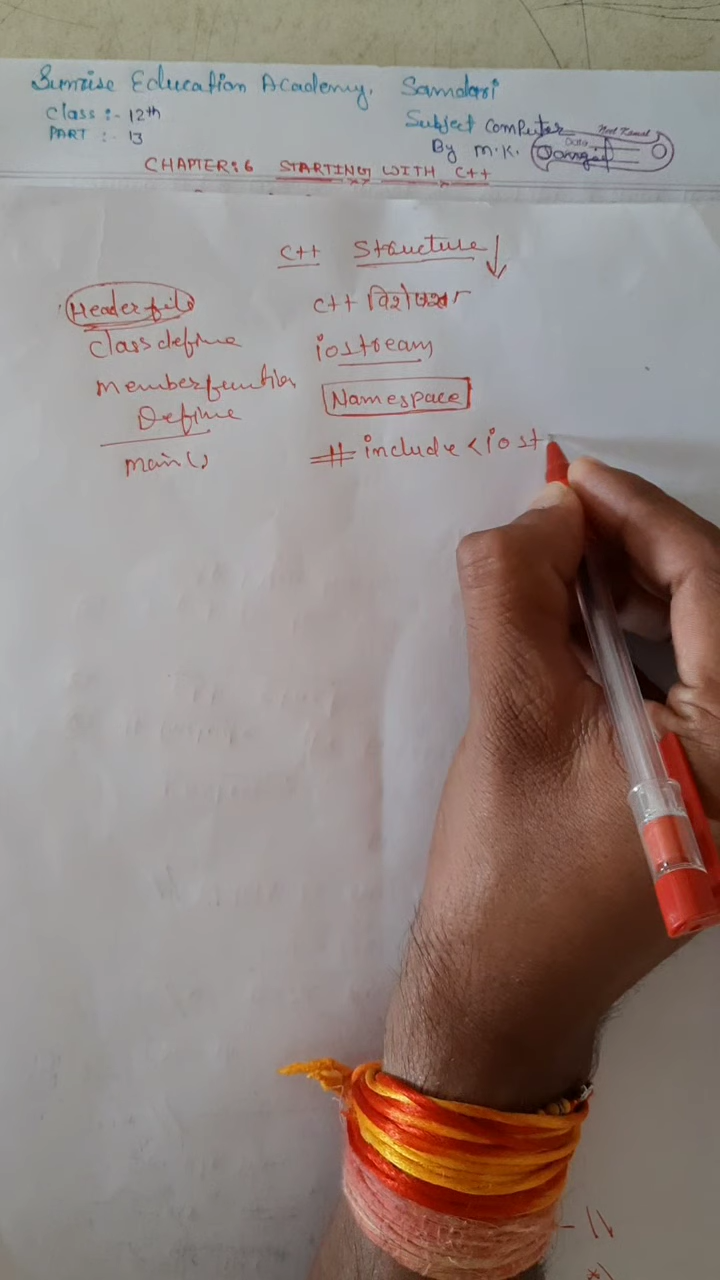 Sunrise Education Academy, Samdari
Class :- 12th
Subject Computer
PART :- 13
By M.K.
CHAPTER:6 STARTING WITH C++
C++ Structure ↓
Header file
C++
Class define
iostream
member function
Define
Namespace
main()
# include <iost